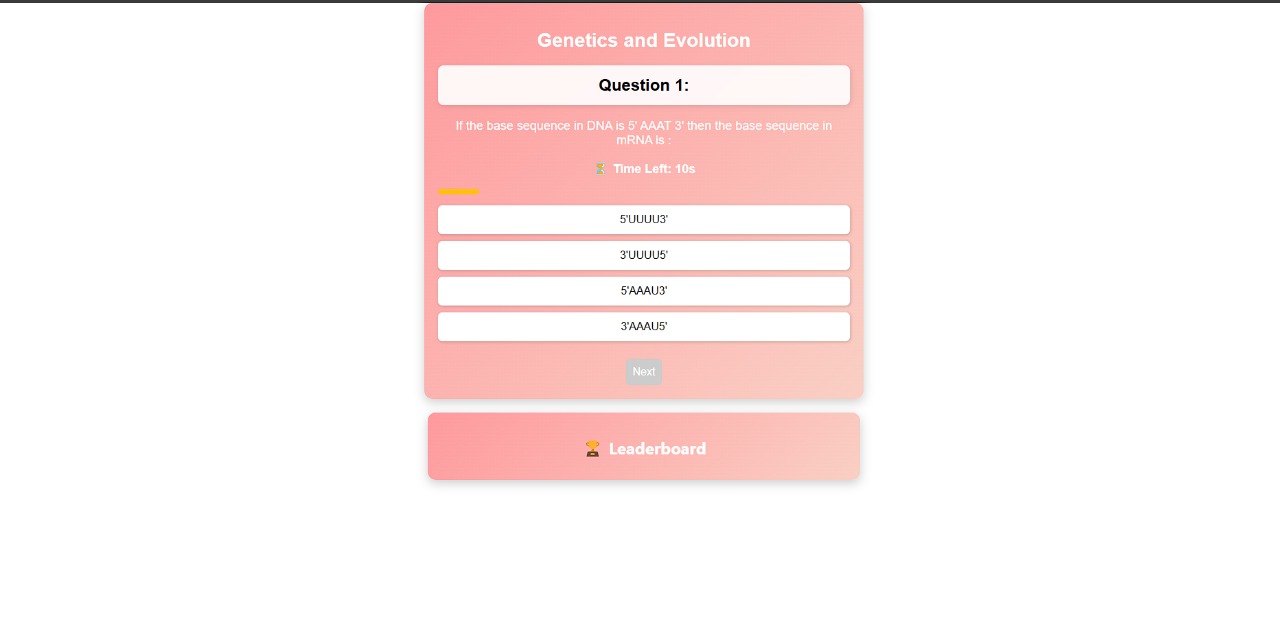 Genetics and Evolution
Question 1:
If the base sequence in DNA is 5' AAAT 3' then the base sequence in
mRNA is :
⏳ Time Left: 10s
5'UUUU3'
3'UUUU5'
5'AAAU3'
3'AAAU5'
Next
🏆 Leaderboard